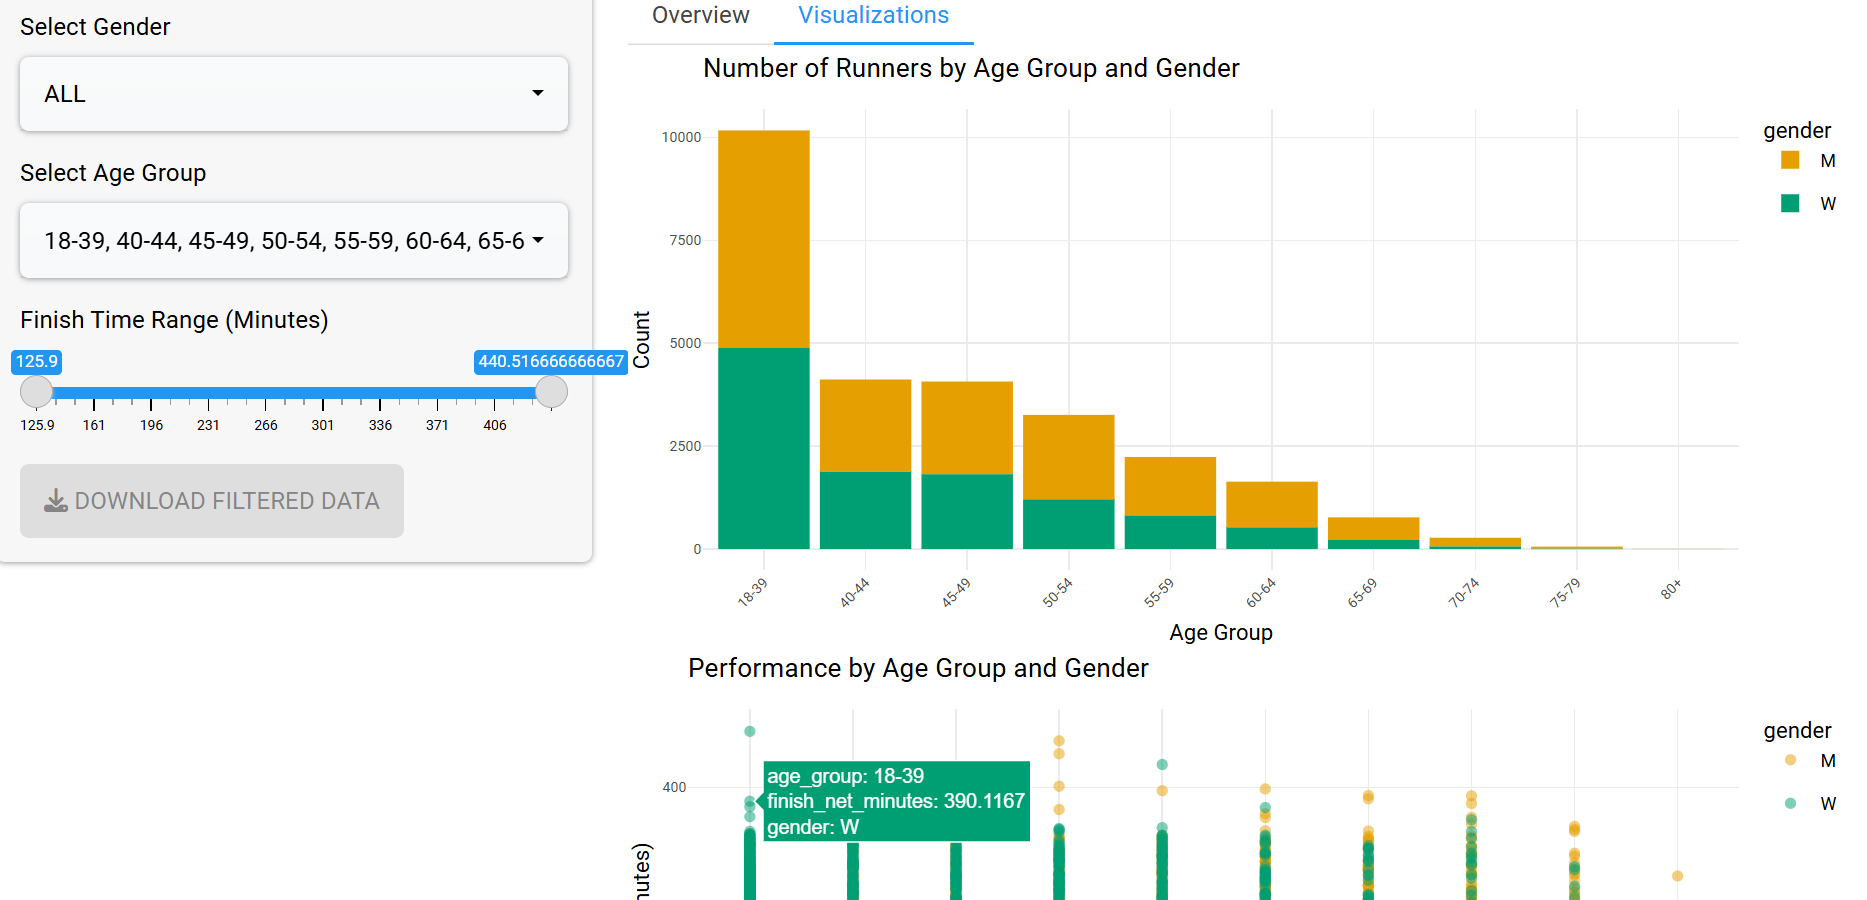 Select Gender
ALL
Select Age Group
18-39, 40-44, 45-49, 50-54, 55-59, 60-64, 65-6
Finish Time Range (Minutes)
125.9 440.516666666667
125.9 161 196 231 266 301 336 371 406
DOWNLOAD FILTERED DATA
Overview Visualizations
Number of Runners by Age Group and Gender
10000
7500
5000
2500
0
Count
18-39 40-44 45-49 50-54 55-59 60-64 65-69 70-74 75-79 80+
Age Group
gender
M
W
Performance by Age Group and Gender
400
nutes)
age_group: 18-39
finish_net_minutes: 390.1167
gender: W
gender
M
W